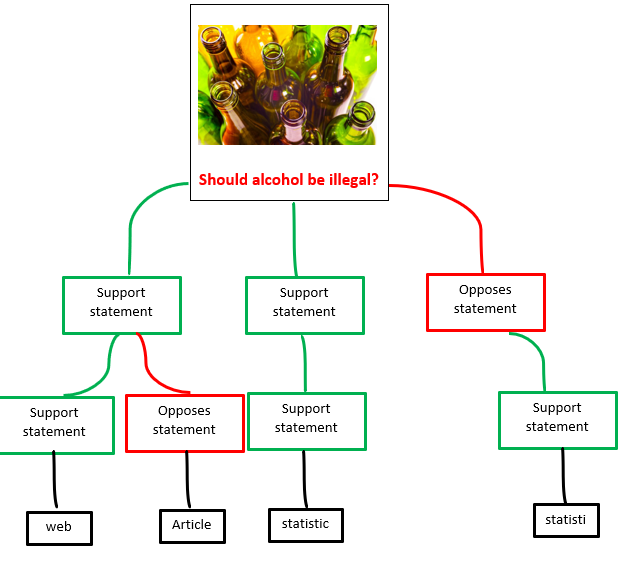 Should alcohol be illegal?
Support
statement
Support
statement
Opposes
statement
Support
statement
Opposes
statement
Support
statement
Support
statement
web
Article
statistic
statisti